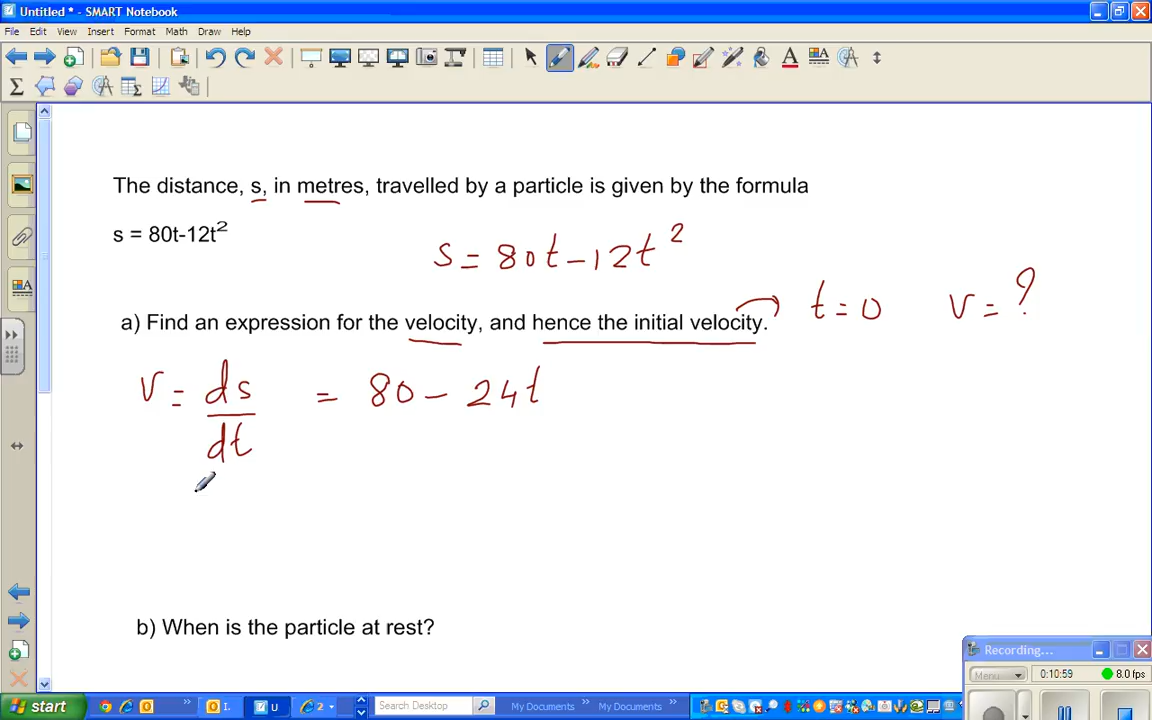 Untitled * - SMART Notebook
File Edit View Insert Format Math Draw Help
The distance, s, in metres, travelled by a particle is given by the formula
s = 80t-12t²
s = 80t - 12t²
a) Find an expression for the velocity, and hence the initial velocity.
t = 0 v = ?
v = ds/dt = 80 - 24t
b) When is the particle at rest?
Recording...
Menu 0:10:59 8.0 fps
start I. U 2 Search Desktop My Documents » My Documents »